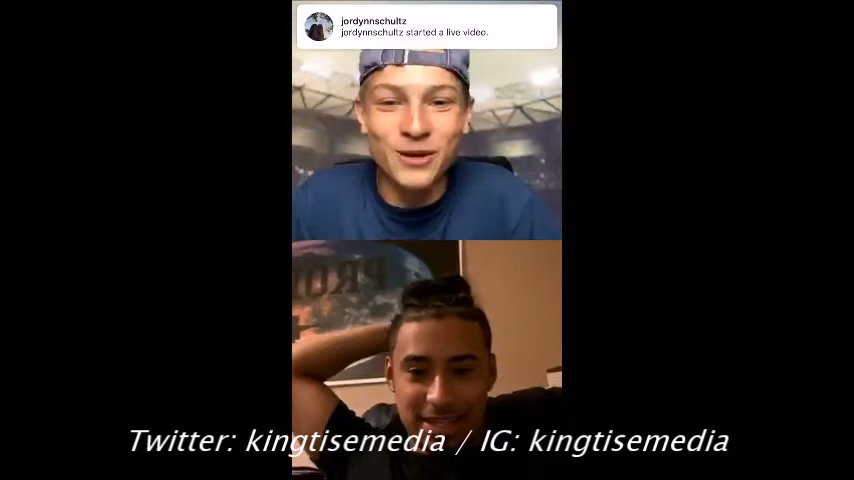 jordynnschultz
jordynnschultz started a live video.
Twitter: kingtisemedia / IG: kingtisemedia